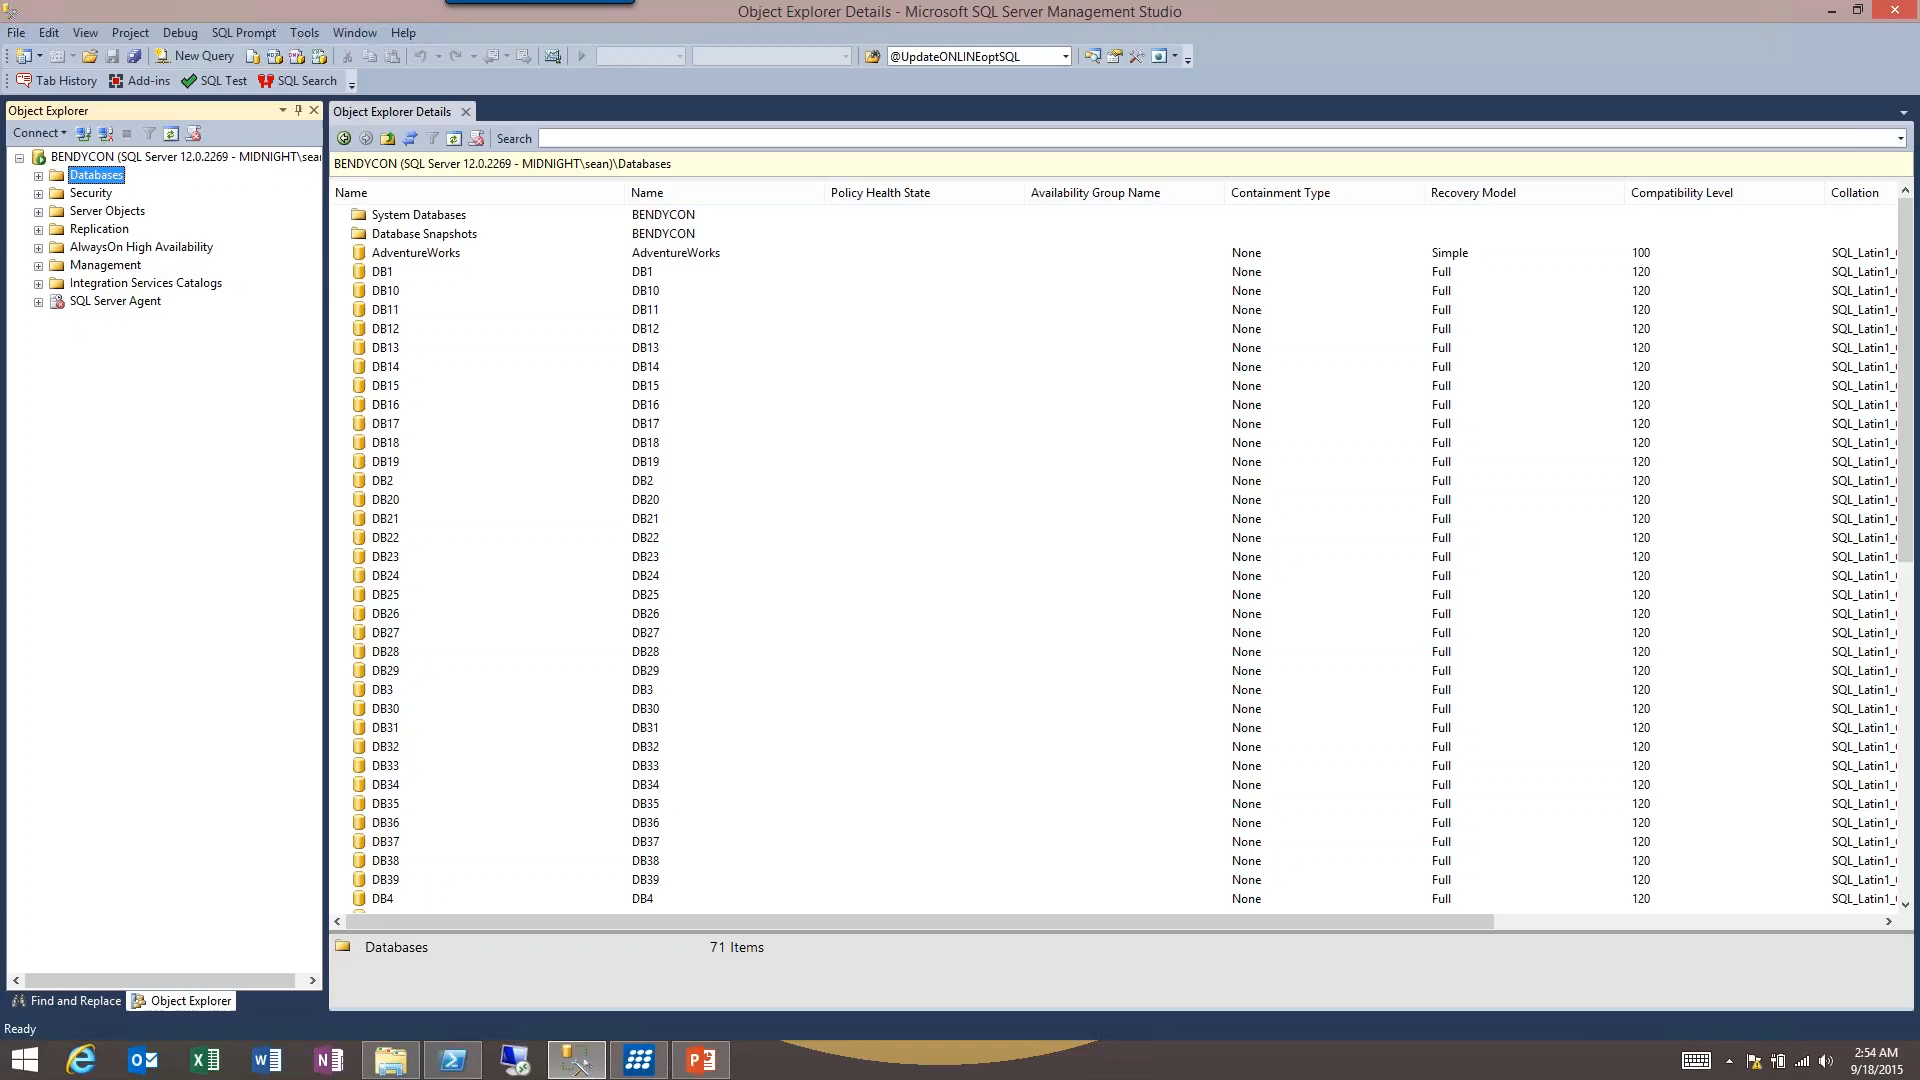 Object Explorer Details - Microsoft SQL Server Management Studio
File Edit View Project Debug SQL Prompt Tools Window Help
New Query @UpdateONLINEoptSQL
Tab History Add-ins SQL Test SQL Search
Object Explorer
Connect
BENDYCON (SQL Server 12.0.2269 - MIDNIGHT\sean
Databases
Security
Server Objects
Replication
AlwaysOn High Availability
Management
Integration Services Catalogs
SQL Server Agent
Find and Replace Object Explorer
Object Explorer Details
Search
BENDYCON (SQL Server 12.0.2269 - MIDNIGHT\sean)\Databases
Name Name Policy Health State Availability Group Name Containment Type Recovery Model Compatibility Level Collation
System Databases BENDYCON
Database Snapshots BENDYCON
AdventureWorks AdventureWorks None Simple 100 SQL_Latin1_
DB1 DB1 None Full 120 SQL_Latin1_
DB10 DB10 None Full 120 SQL_Latin1_
DB11 DB11 None Full 120 SQL_Latin1_
DB12 DB12 None Full 120 SQL_Latin1_
DB13 DB13 None Full 120 SQL_Latin1_
DB14 DB14 None Full 120 SQL_Latin1_
DB15 DB15 None Full 120 SQL_Latin1_
DB16 DB16 None Full 120 SQL_Latin1_
DB17 DB17 None Full 120 SQL_Latin1_
DB18 DB18 None Full 120 SQL_Latin1_
DB19 DB19 None Full 120 SQL_Latin1_
DB2 DB2 None Full 120 SQL_Latin1_
DB20 DB20 None Full 120 SQL_Latin1_
DB21 DB21 None Full 120 SQL_Latin1_
DB22 DB22 None Full 120 SQL_Latin1_
DB23 DB23 None Full 120 SQL_Latin1_
DB24 DB24 None Full 120 SQL_Latin1_
DB25 DB25 None Full 120 SQL_Latin1_
DB26 DB26 None Full 120 SQL_Latin1_
DB27 DB27 None Full 120 SQL_Latin1_
DB28 DB28 None Full 120 SQL_Latin1_
DB29 DB29 None Full 120 SQL_Latin1_
DB3 DB3 None Full 120 SQL_Latin1_
DB30 DB30 None Full 120 SQL_Latin1_
DB31 DB31 None Full 120 SQL_Latin1_
DB32 DB32 None Full 120 SQL_Latin1_
DB33 DB33 None Full 120 SQL_Latin1_
DB34 DB34 None Full 120 SQL_Latin1_
DB35 DB35 None Full 120 SQL_Latin1_
DB36 DB36 None Full 120 SQL_Latin1_
DB37 DB37 None Full 120 SQL_Latin1_
DB38 DB38 None Full 120 SQL_Latin1_
DB39 DB39 None Full 120 SQL_Latin1_
DB4 DB4 None Full 120 SQL_Latin1_
Databases 71 Items
Ready
2:54 AM
9/18/2015